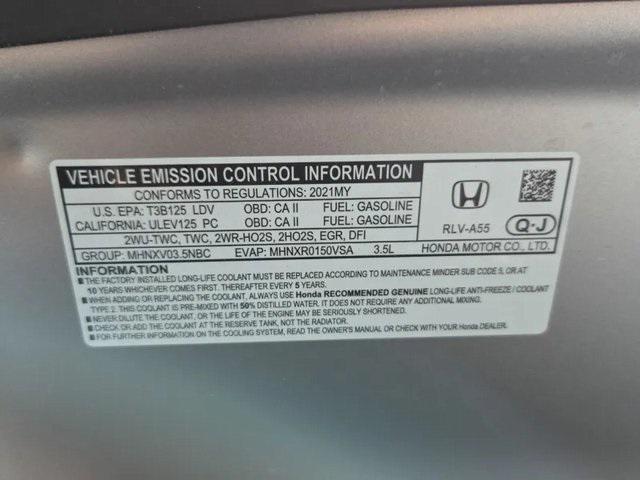 VEHICLE EMISSION CONTROL INFORMATION
CONFORMS TO REGULATIONS: 2021MY
U.S. EPA: T3B125 LDV OBD: CA II FUEL: GASOLINE
CALIFORNIA: ULEV125 PC OBD: CA II FUEL: GASOLINE
2WU-TWC, TWC, 2WR-HO2S, 2HO2S, EGR, DFI
GROUP: MHNXV03.5NBC EVAP: MHNXR0150VSA 3.5L
RLV-A55 Q-J
HONDA MOTOR CO., LTD.
INFORMATION
■ THE FACTORY INSTALLED LONG-LIFE COOLANT MUST BE REPLACED ACCORDING TO MAINTENANCE MINDER SUB CODE 5, OR AT
10 YEARS WHICHEVER COMES FIRST. THEREAFTER EVERY 5 YEARS.
■ WHEN ADDING OR REPLACING COOLANT, ALWAYS USE Honda RECOMMENDED GENUINE LONG-LIFE ANTI-FREEZE / COOLANT
TYPE 2. THIS COOLANT IS PRE-MIXED WITH 50% DISTILLED WATER. IT DOES NOT REQUIRE ANY ADDITIONAL MIXING.
■ NEVER DILUTE THE COOLANT, OR LIFE OF THE ENGINE MAY BE SERIOUSLY SHORTENED.
■ CHECK OR ADD COOLANT AT THE RESERVE TANK, NOT THE RADIATOR.
■ FOR FURTHER INFORMATION ON THE COOLING SYSTEM, READ THE OWNER'S MANUAL OR CHECK WITH YOUR Honda DEALER.